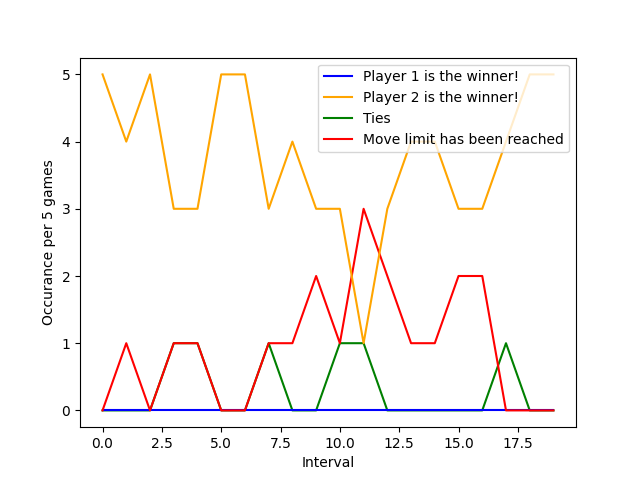 Player 1 is the winner!
Player 2 is the winner!
Ties
Move limit has been reached
Occurance per 5 games
5
4
3
2
1
0
0.0 2.5 5.0 7.5 10.0 12.5 15.0 17.5
Interval